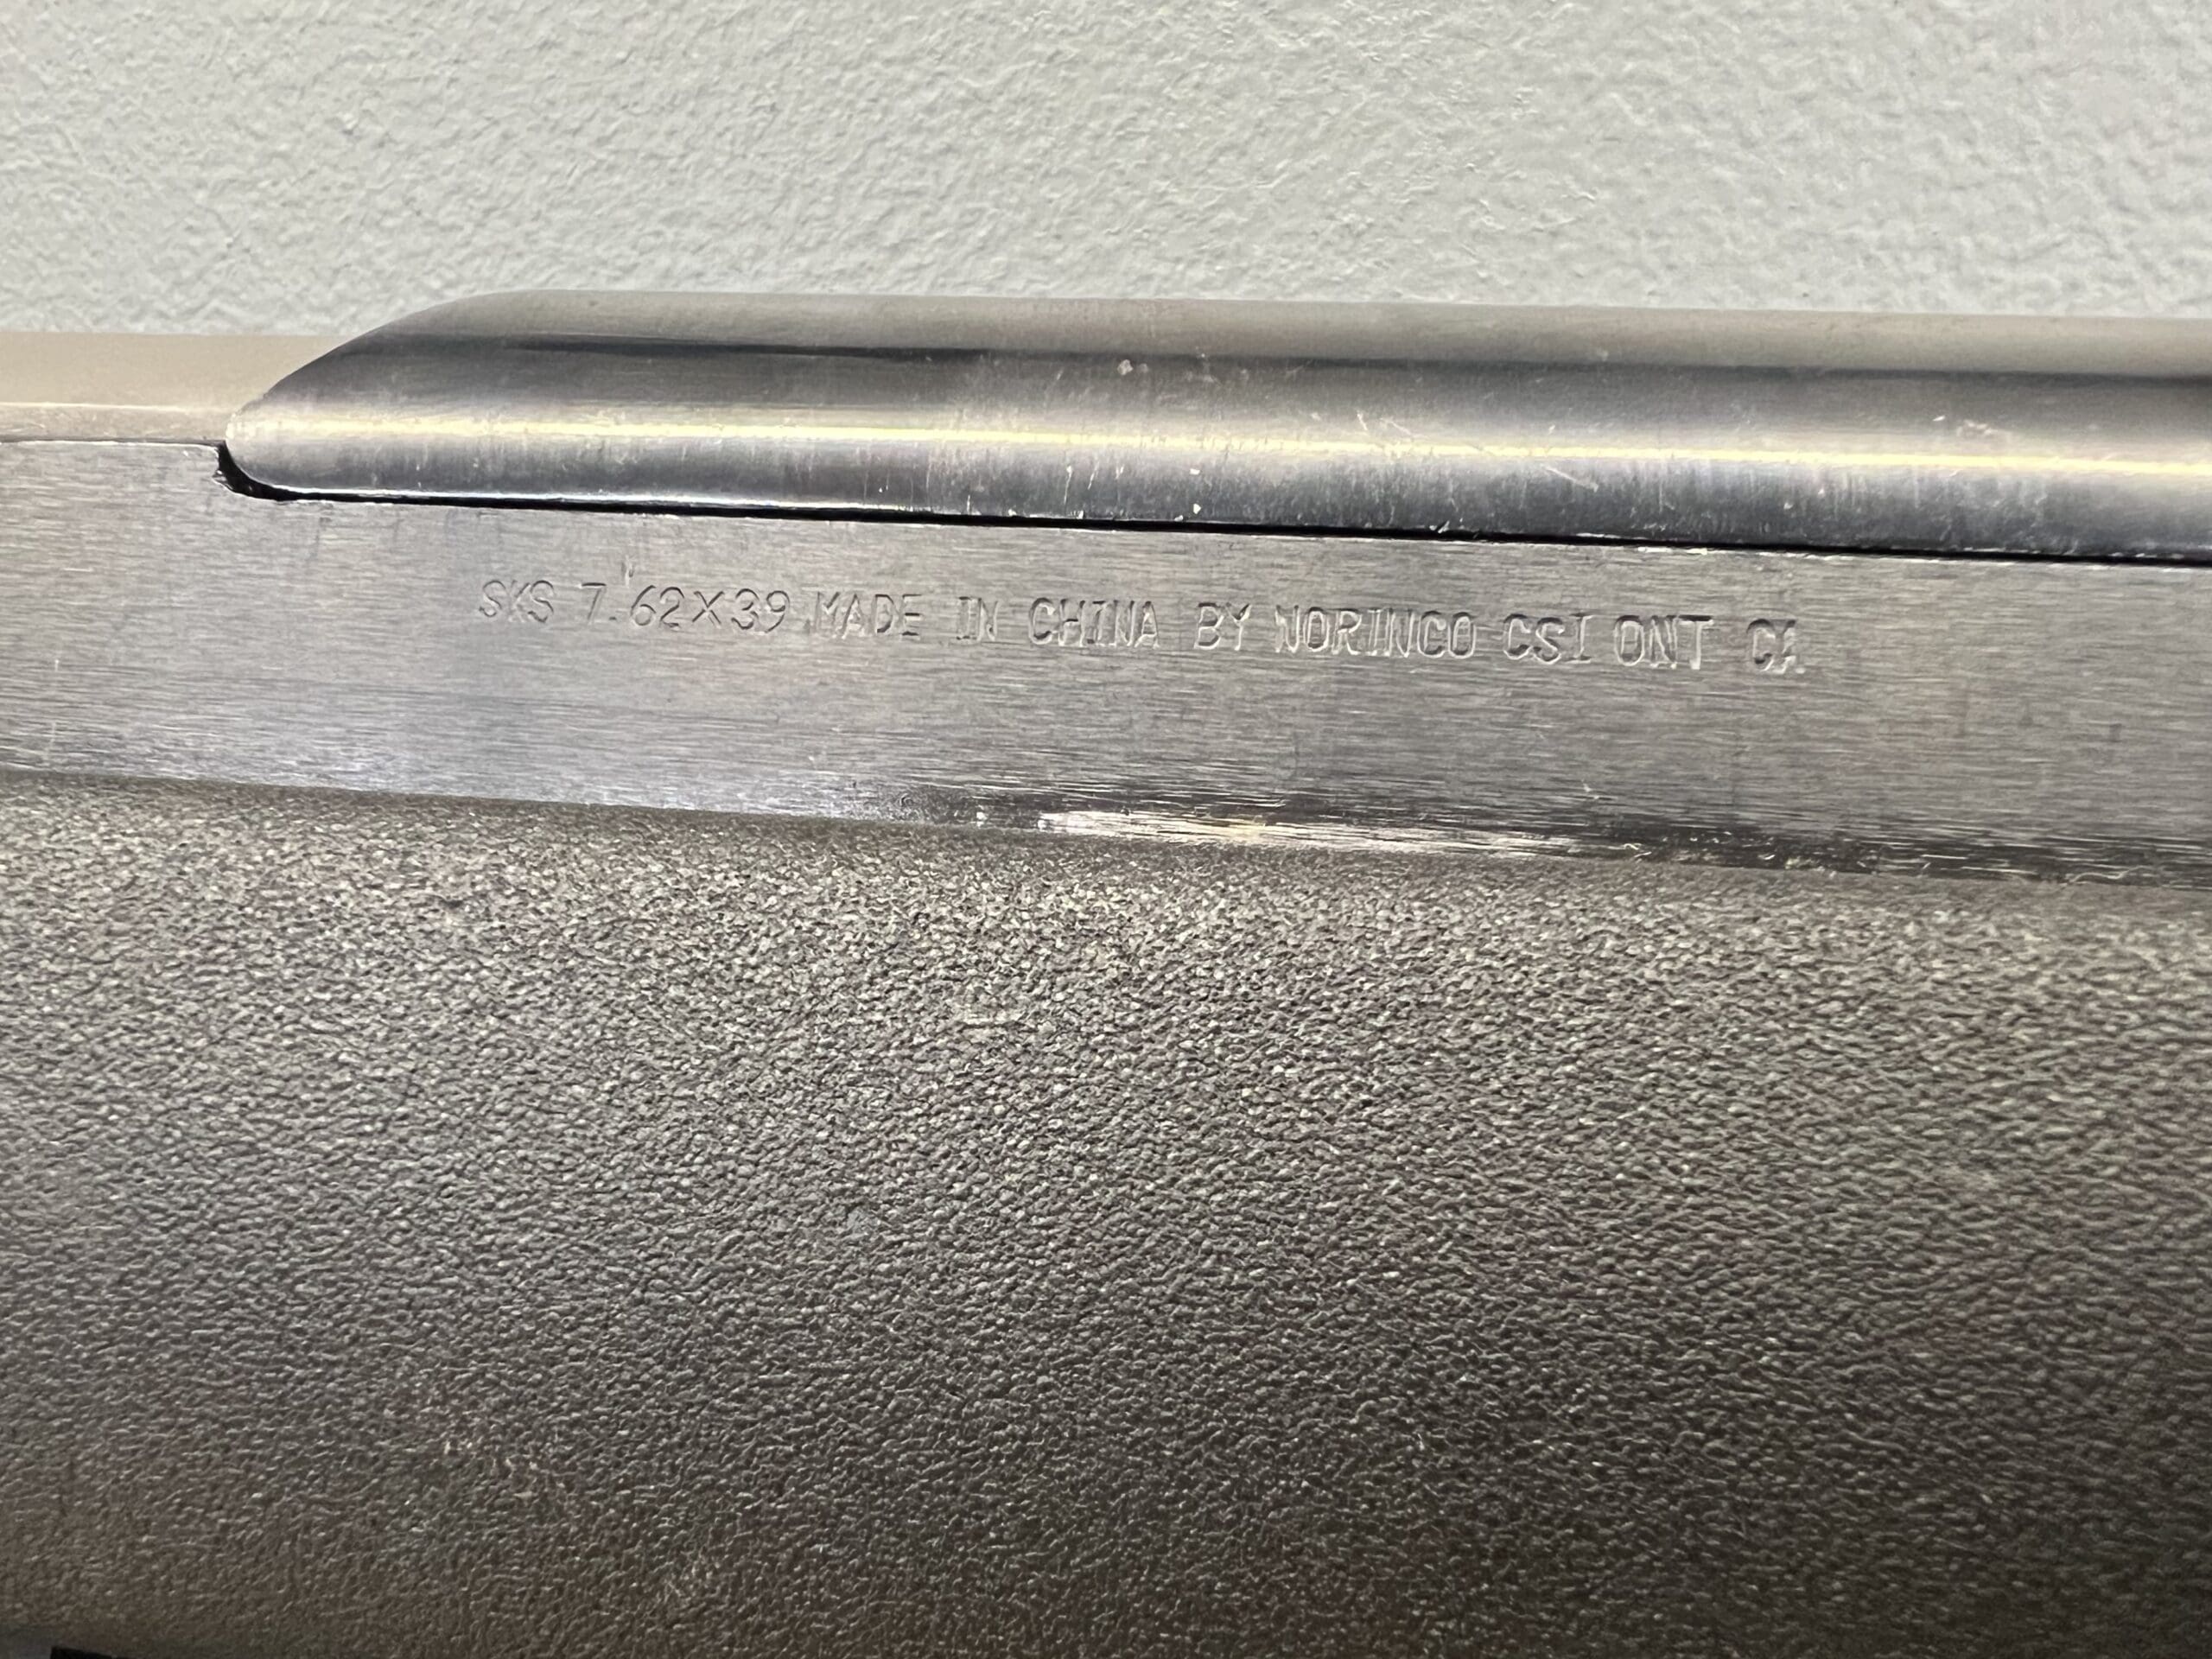 SKS 7.62X39 MADE IN CHINA BY NORINCO CSI ONT CA